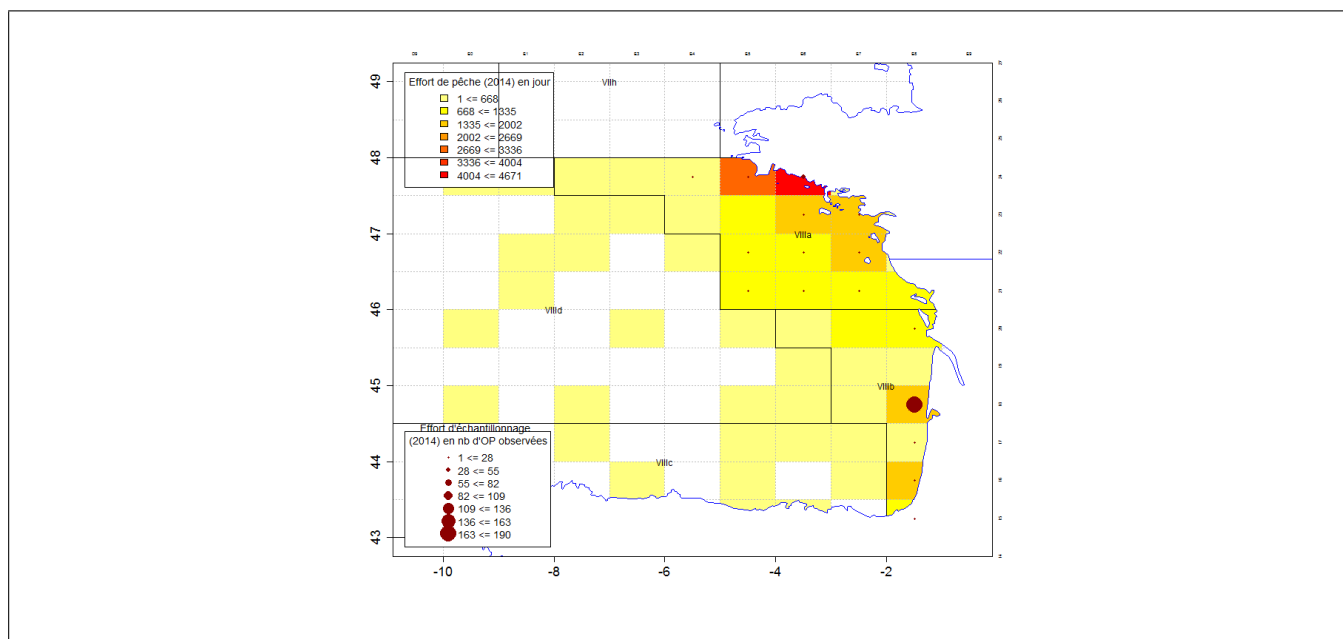 VIIh
Effort de pêche (2014) en jour
1 <= 668
668 <= 1335
1335 <= 2002
2002 <= 2669
2669 <= 3336
3336 <= 4004
4004 <= 4671
49
48
47
46
45
44
43
VIIIa
VIIId
VIIIb
VIIIc
Effort d'échantillonnage
(2014) en nb d'OP observées
1 <= 28
28 <= 55
55 <= 82
82 <= 109
109 <= 136
136 <= 163
163 <= 190
-10
-8
-6
-4
-2